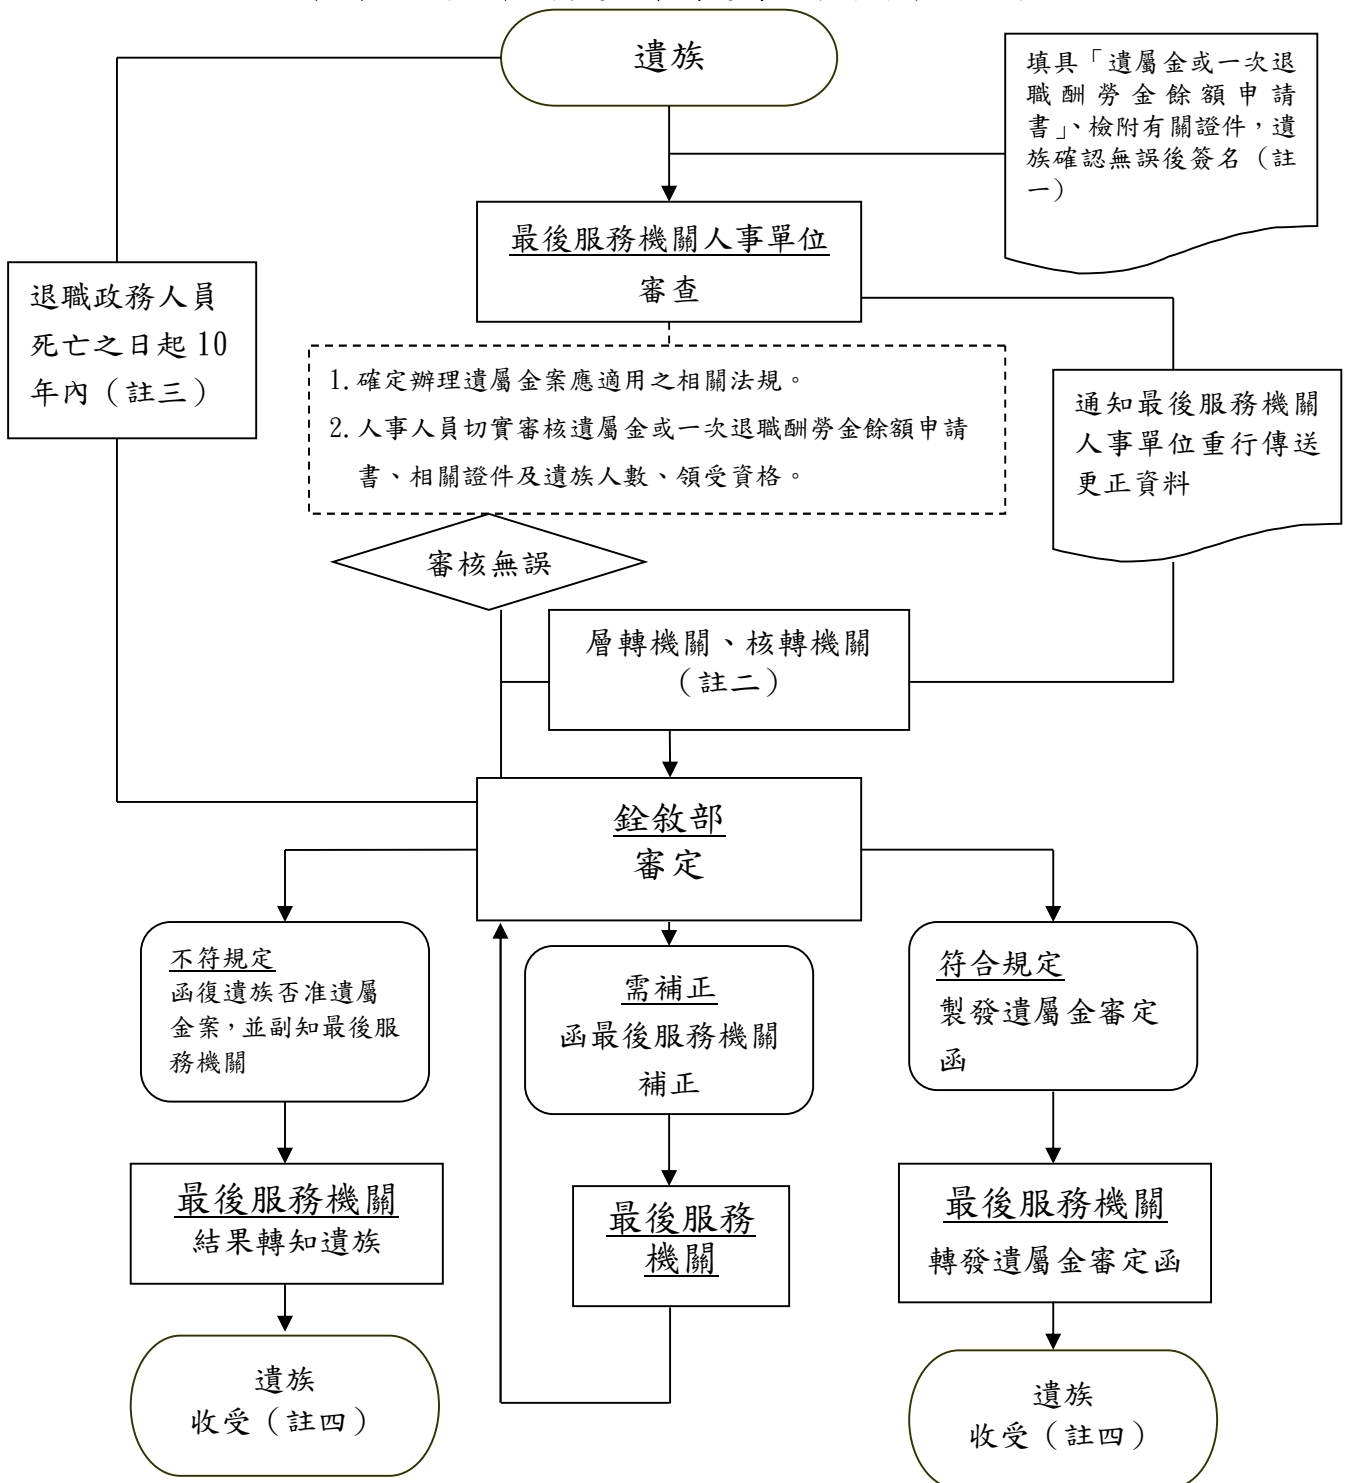 遺族
填具「遺屬金或一次退
職酬勞金餘額申請
書」、檢附有關證件，遺
族確認無誤後簽名（註
一）
最後服務機關人事單位
審查
退職政務人員
死亡之日起 10
年內（註三）
1. 確定辦理遺屬金案應適用之相關法規。
2. 人事人員切實審核遺屬金或一次退職酬勞金餘額申請
書、相關證件及遺族人數、領受資格。
通知最後服務機關
人事單位重行傳送
更正資料
審核無誤
層轉機關、核轉機關
（註二）
銓敘部
審定
不符規定
函復遺族否准遺屬
金案，並副知最後服
務機關
需補正
函最後服務機關
補正
符合規定
製發遺屬金審定
函
最後服務機關
結果轉知遺族
最後服務
機關
最後服務機關
轉發遺屬金審定函
遺族
收受（註四）
遺族
收受（註四）